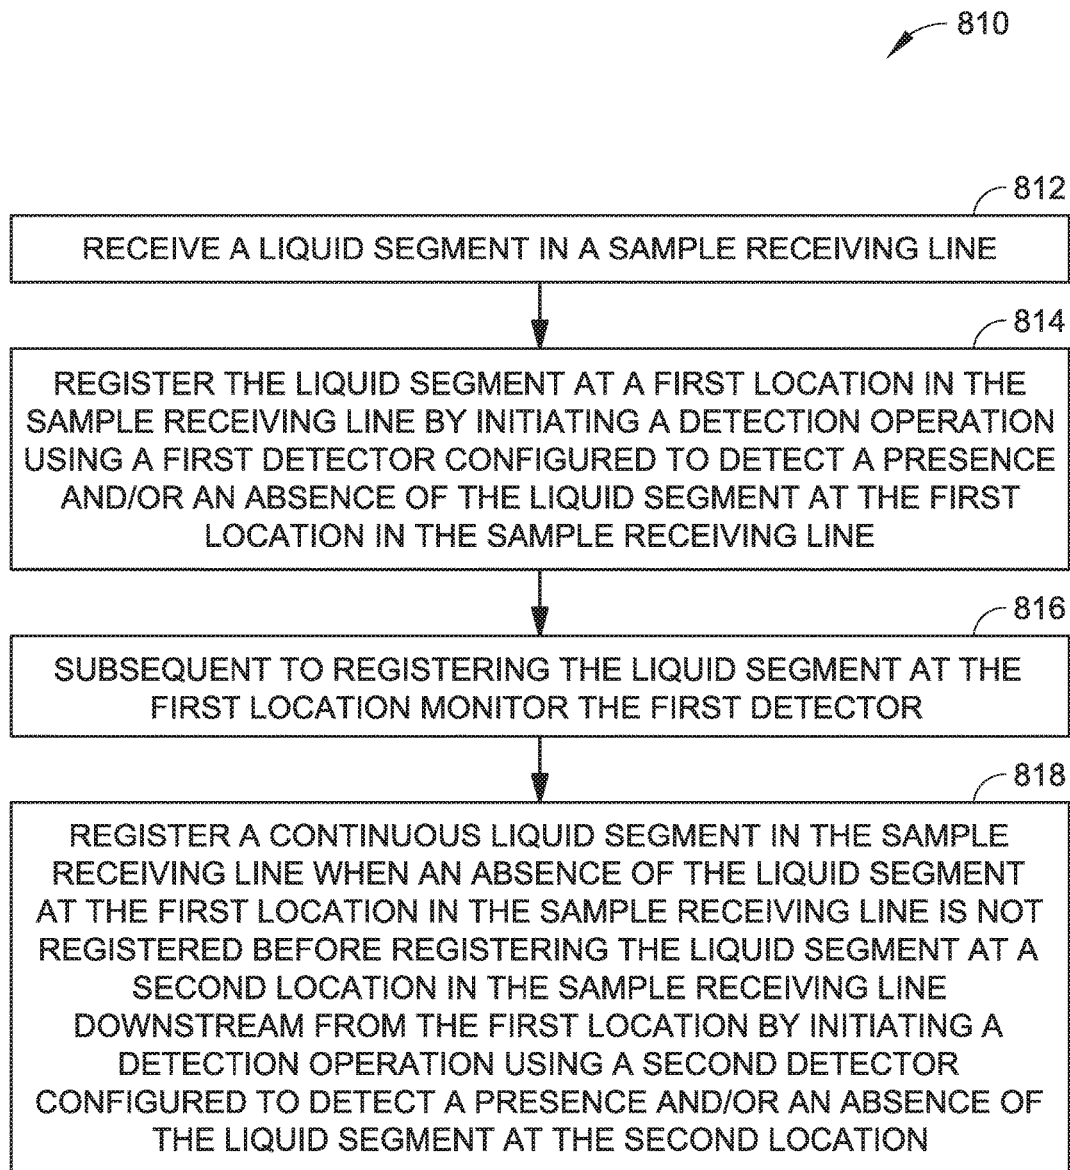 810
812
RECEIVE A LIQUID SEGMENT IN A SAMPLE RECEIVING LINE
814
REGISTER THE LIQUID SEGMENT AT A FIRST LOCATION IN THE
SAMPLE RECEIVING LINE BY INITIATING A DETECTION OPERATION
USING A FIRST DETECTOR CONFIGURED TO DETECT A PRESENCE
AND/OR AN ABSENCE OF THE LIQUID SEGMENT AT THE FIRST
LOCATION IN THE SAMPLE RECEIVING LINE
816
SUBSEQUENT TO REGISTERING THE LIQUID SEGMENT AT THE
FIRST LOCATION MONITOR THE FIRST DETECTOR
818
REGISTER A CONTINUOUS LIQUID SEGMENT IN THE SAMPLE
RECEIVING LINE WHEN AN ABSENCE OF THE LIQUID SEGMENT
AT THE FIRST LOCATION IN THE SAMPLE RECEIVING LINE IS NOT
REGISTERED BEFORE REGISTERING THE LIQUID SEGMENT AT A
SECOND LOCATION IN THE SAMPLE RECEIVING LINE
DOWNSTREAM FROM THE FIRST LOCATION BY INITIATING A
DETECTION OPERATION USING A SECOND DETECTOR
CONFIGURED TO DETECT A PRESENCE AND/OR AN ABSENCE OF
THE LIQUID SEGMENT AT THE SECOND LOCATION